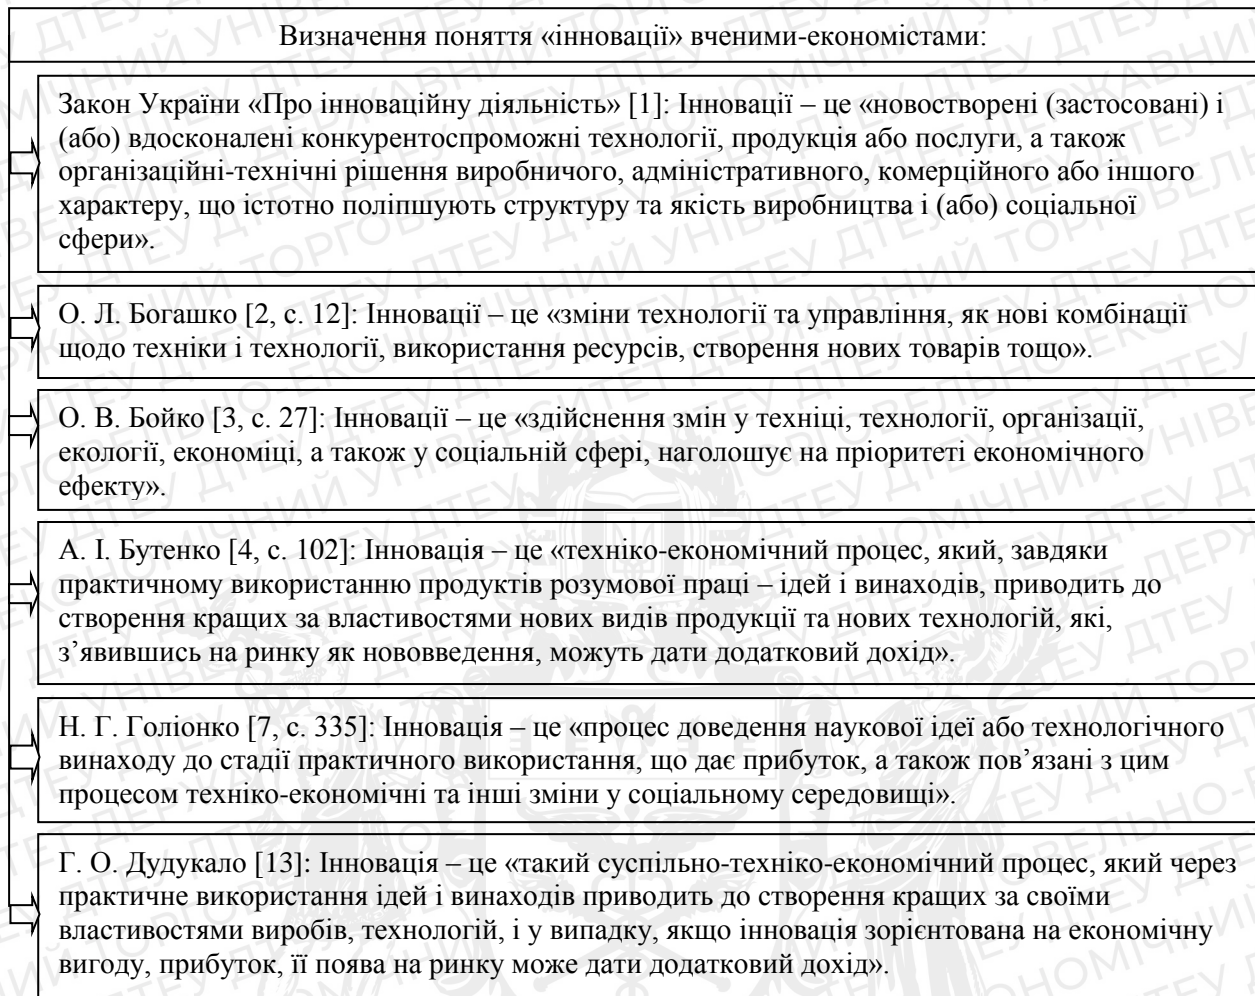 Визначення поняття «інновації» вченими-економістами:
Закон України «Про інноваційну діяльність» [1]: Інновації – це «новостворені (застосовані) і
(або) вдосконалені конкурентоспроможні технології, продукція або послуги, а також
організаційні-технічні рішення виробничого, адміністративного, комерційного або іншого
характеру, що істотно поліпшують структуру та якість виробництва і (або) соціальної
сфери».
О. Л. Богашко [2, с. 12]: Інновації – це «зміни технології та управління, як нові комбінації
щодо техніки і технології, використання ресурсів, створення нових товарів тощо».
О. В. Бойко [3, с. 27]: Інновації – це «здійснення змін у техніці, технології, організації,
екології, економіці, а також у соціальній сфері, наголошує на пріоритеті економічного
ефекту».
А. І. Бутенко [4, с. 102]: Інновація – це «техніко-економічний процес, який, завдяки
практичному використанню продуктів розумової праці – ідей і винаходів, приводить до
створення кращих за властивостями нових видів продукції та нових технологій, які,
з’явившись на ринку як нововведення, можуть дати додатковий дохід».
Н. Г. Голіонко [7, с. 335]: Інновація – це «процес доведення наукової ідеї або технологічного
винаходу до стадії практичного використання, що дає прибуток, а також пов’язані з цим
процесом техніко-економічні та інші зміни у соціальному середовищі».
Г. О. Дудукало [13]: Інновація – це «такий суспільно-техніко-економічний процес, який через
практичне використання ідей і винаходів приводить до створення кращих за своїми
властивостями виробів, технологій, і у випадку, якщо інновація зорієнтована на економічну
вигоду, прибуток, її поява на ринку може дати додатковий дохід».